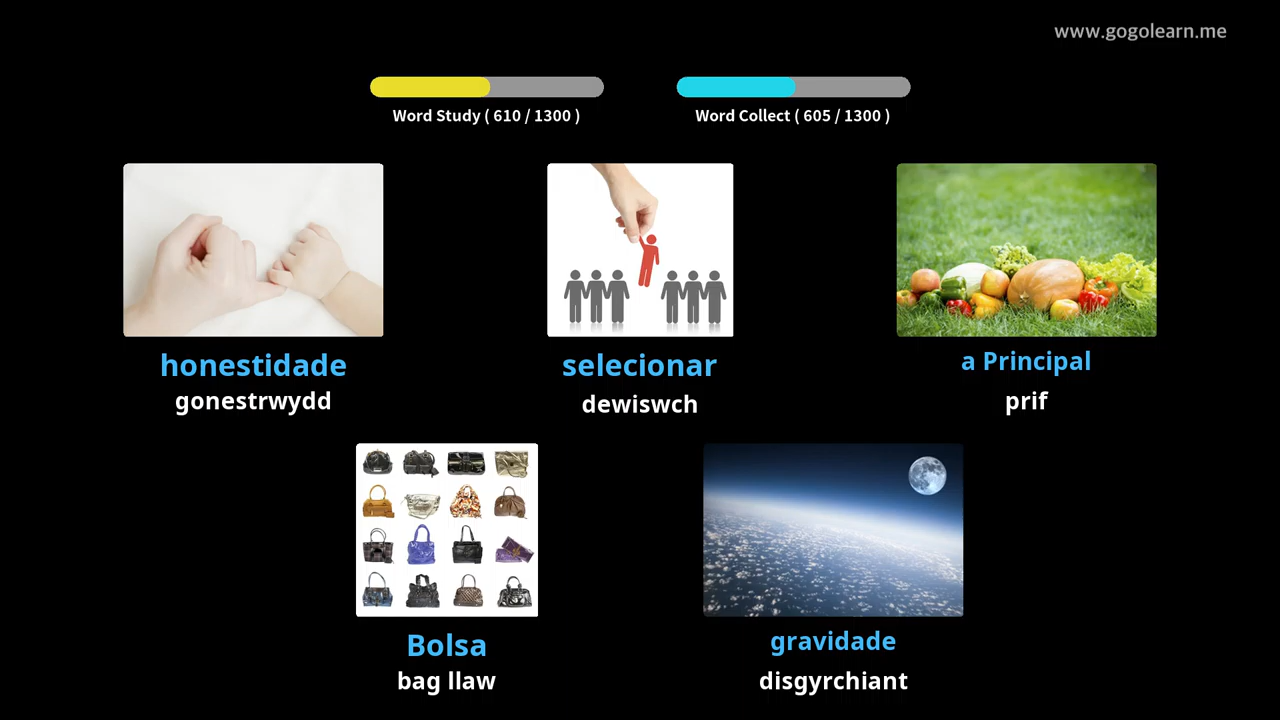 www.gogolearn.me
Word Study ( 610 / 1300 )
Word Collect ( 605 / 1300 )
honestidade
gonestrwydd
selecionar
dewiswch
a Principal
prif
Bolsa
bag llaw
gravidade
disgyrchiant